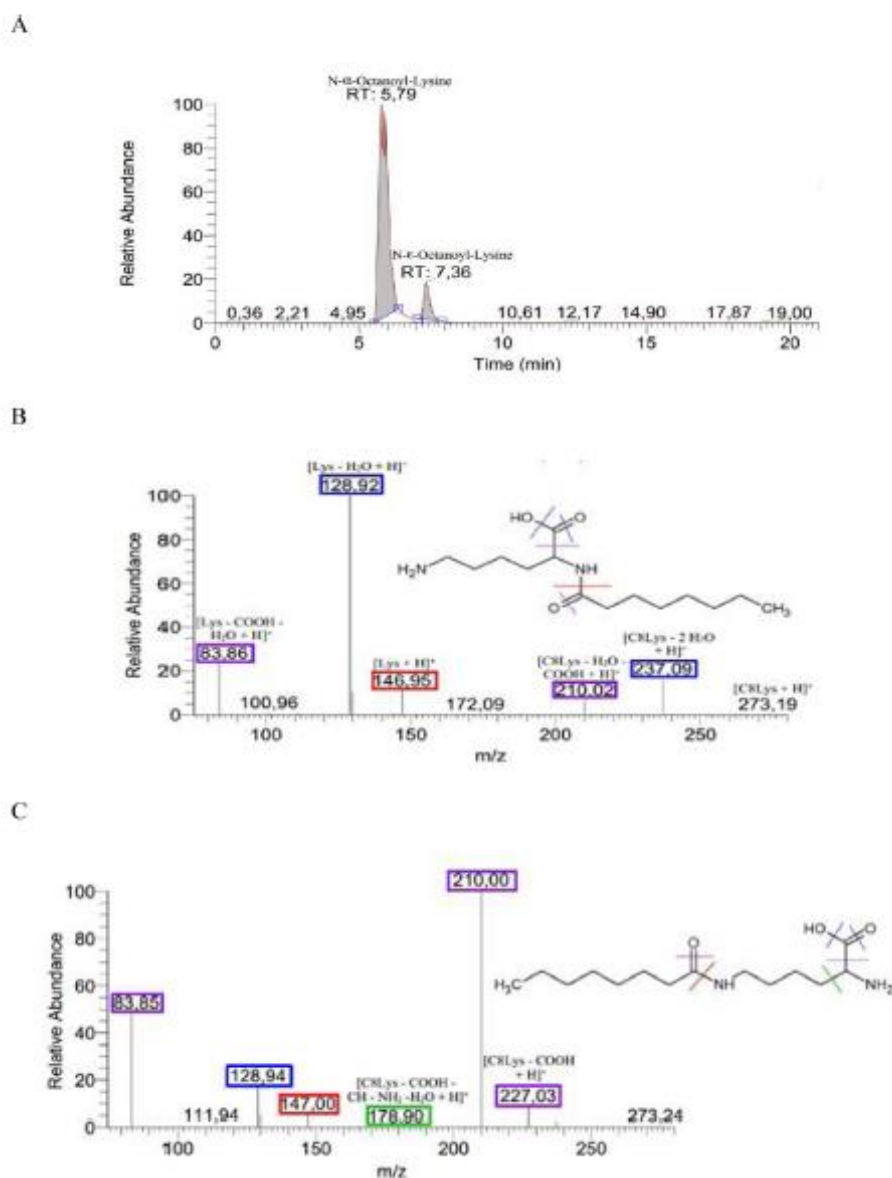 A
N-α-Octanoyl-Lysine
RT: 5,79
N-ε-Octanoyl-Lysine
RT: 7,36
Relative Abundance
100
80
60
40
20
0
0,36 2,21 4,95 10,61 12,17 14,90 17,87 19,00
0 5 10 15 20
Time (min)
B
[Lys - H₂O + H]⁺
128,92
HO O
H₂N NH
O CH₃
[Lys - COOH -
H₂O + H]⁺
83,86
[Lys + H]⁺
146,95
[C8Lys - H₂O -
COOH + H]⁺
210,02
[C8Lys - 2 H₂O
+ H]⁺
237,09
[C8Lys + H]⁺
273,19
100,96 172,09
Relative Abundance
100
80
60
40
20
0
100 150 200 250
m/z
C
210,00
HO O
O
H₃C NH NH₂
83,85
128,94
147,00
[C8Lys - COOH -
CH - NH₂ -H₂O + H]⁺
178,90
[C8Lys - COOH
+ H]⁺
227,03
111,94 273,24
Relative Abundance
100
80
60
40
20
0
100 150 200 250
m/z